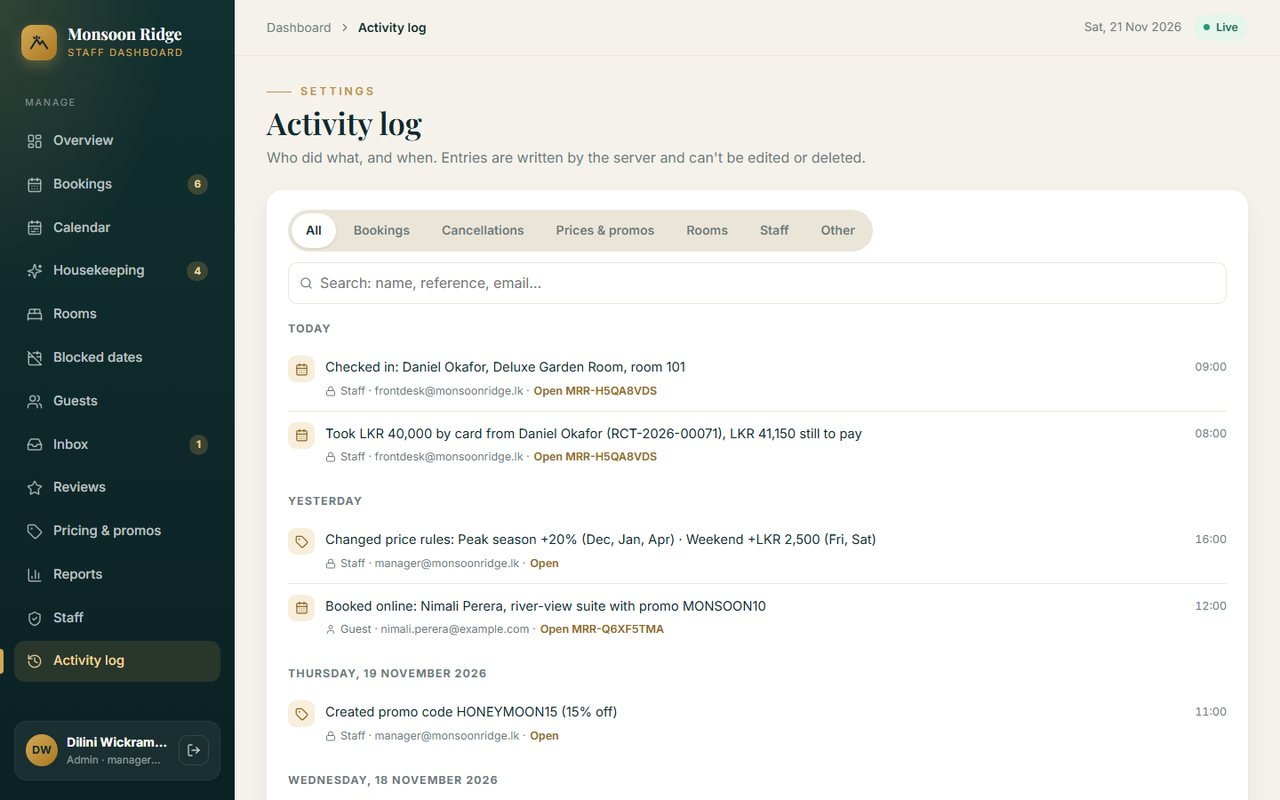 Monsoon Ridge
STAFF DASHBOARD
MANAGE
Overview
Bookings 6
Calendar
Housekeeping 4
Rooms
Blocked dates
Guests
Inbox 1
Reviews
Pricing & promos
Reports
Staff
Activity log
DW
Dilini Wickram...
Admin · manager...
Dashboard > Activity log
Sat, 21 Nov 2026
Live
SETTINGS
Activity log
Who did what, and when. Entries are written by the server and can't be edited or deleted.
All Bookings Cancellations Prices & promos Rooms Staff Other
Search: name, reference, email...
TODAY
Checked in: Daniel Okafor, Deluxe Garden Room, room 101 09:00
Staff · frontdesk@monsoonridge.lk · Open MRR-H5QA8VDS
Took LKR 40,000 by card from Daniel Okafor (RCT-2026-00071), LKR 41,150 still to pay 08:00
Staff · frontdesk@monsoonridge.lk · Open MRR-H5QA8VDS
YESTERDAY
Changed price rules: Peak season +20% (Dec, Jan, Apr) · Weekend +LKR 2,500 (Fri, Sat) 16:00
Staff · manager@monsoonridge.lk · Open
Booked online: Nimali Perera, river-view suite with promo MONSOON10 12:00
Guest · nimali.perera@example.com · Open MRR-Q6XF5TMA
THURSDAY, 19 NOVEMBER 2026
Created promo code HONEYMOON15 (15% off) 11:00
Staff · manager@monsoonridge.lk · Open
WEDNESDAY, 18 NOVEMBER 2026